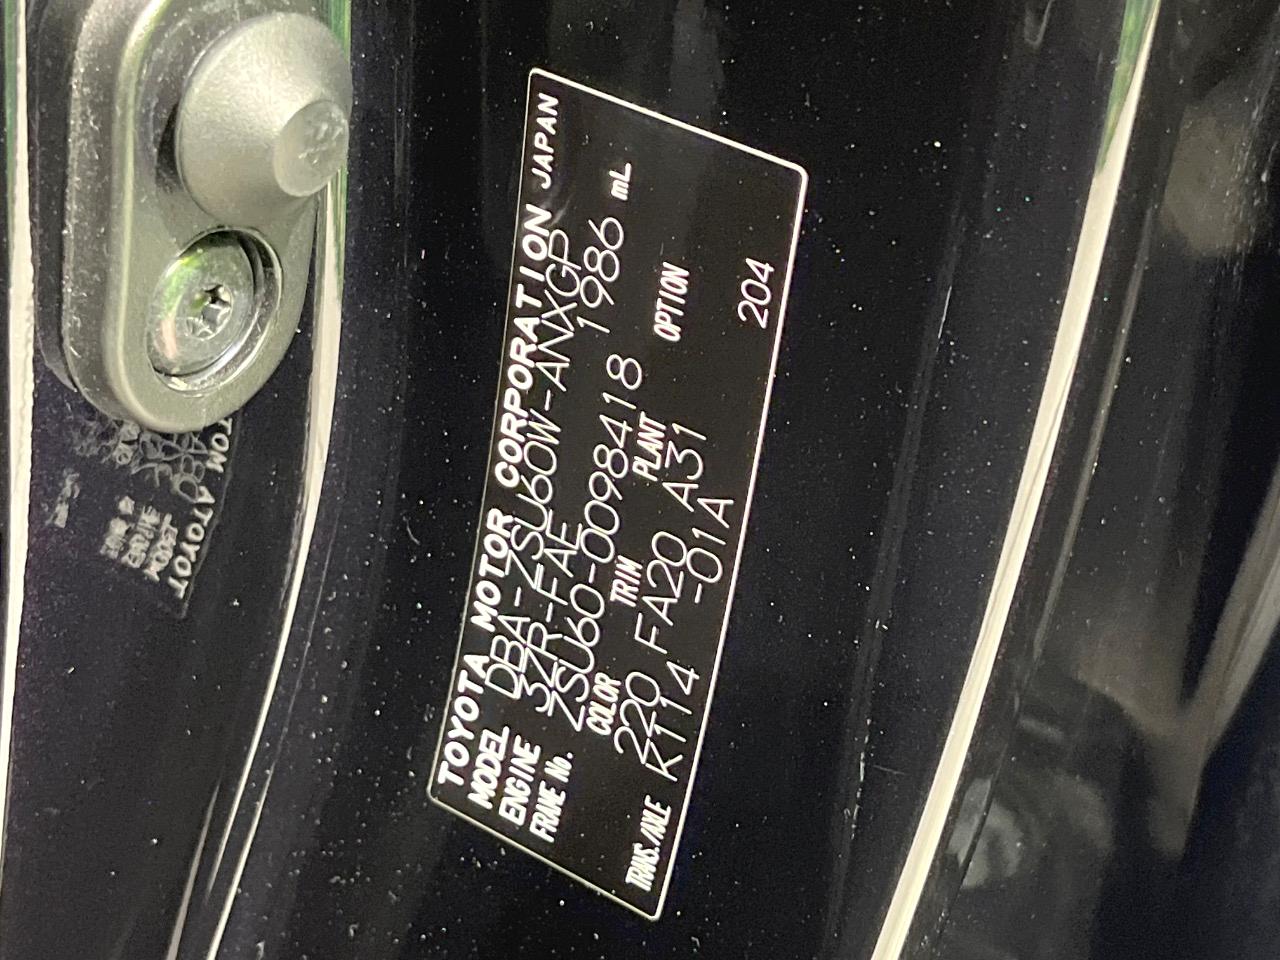 TOYOTA MOTOR CORPORATION JAPAN
MODEL DBA-ZSU60W-ANXGP
ENGINE 3ZR-FAE 1986 mL
FRAME No. ZSU60-0098418
COLOR TRIM PLANT OPTION
220 FA20 A31
TRANS./AXLE K114 -01A 204